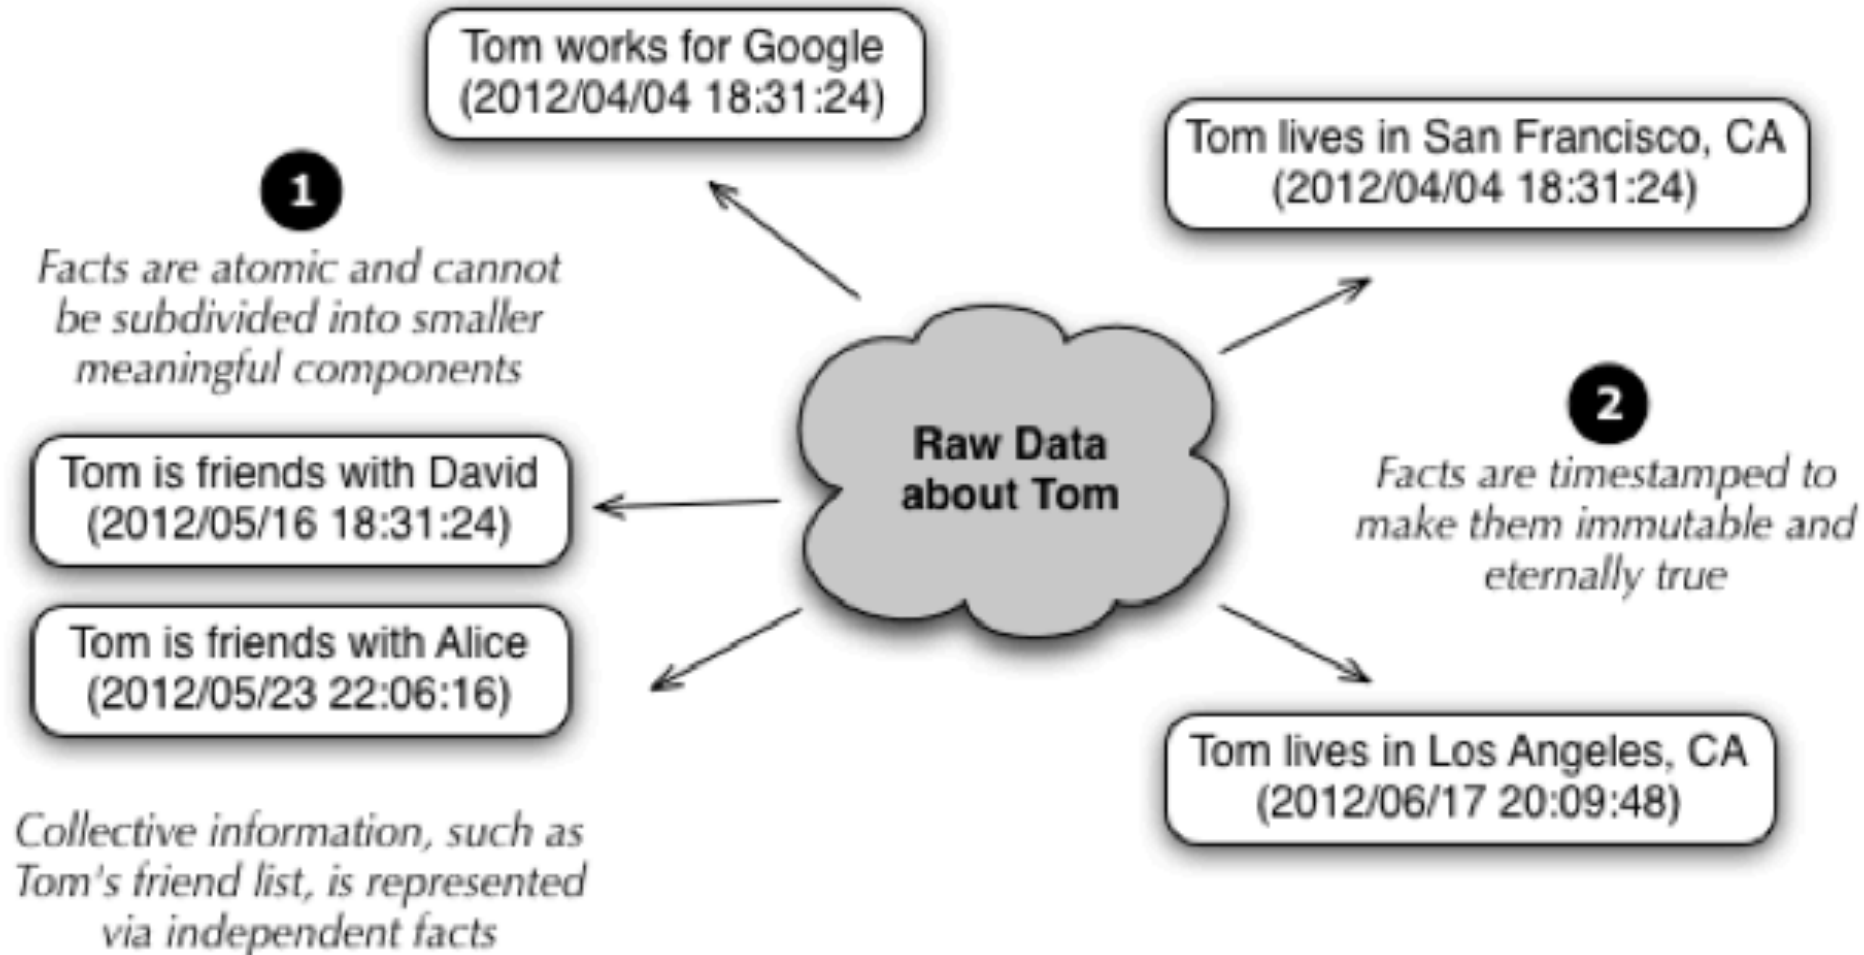 Tom works for Google
(2012/04/04 18:31:24)
Tom lives in San Francisco, CA
(2012/04/04 18:31:24)
1
Facts are atomic and cannot
be subdivided into smaller
meaningful components
2
Facts are timestamped to
make them immutable and
eternally true
Raw Data
about Tom
Tom is friends with David
(2012/05/16 18:31:24)
Tom is friends with Alice
(2012/05/23 22:06:16)
Tom lives in Los Angeles, CA
(2012/06/17 20:09:48)
Collective information, such as
Tom's friend list, is represented
via independent facts